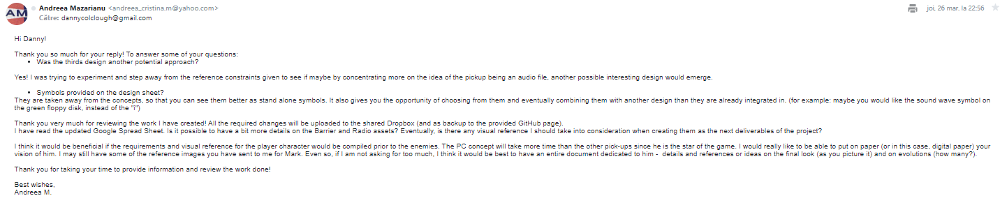 Andreea Mazarianu <andreea_cristina.m@yahoo.com>
joi, 26 mar. la 22:56
AM
Către: dannycolclough@gmail.com
Hi Danny!
Thank you so much for your reply! To answer some of your questions:
• Was the thirds design another potential approach?
Yes! I was trying to experiment and step away from the reference constraints given to see if maybe by concentrating more on the idea of the pickup being an audio file, another possible interesting design would emerge.
• Symbols provided on the design sheet?
They are taken away from the concepts, so that you can see them better as stand alone symbols. It also gives you the opportunity of choosing from them and eventually combining them with another design than they are already integrated in. (for example: maybe you would like the sound wave symbol on
the green floppy disk, instead of the "i")
Thank you very much for reviewing the work I have created! All the required changes will be uploaded to the shared Dropbox (and as backup to the provided GitHub page).
I have read the updated Google Spread Sheet. Is it possible to have a bit more details on the Barrier and Radio assets? Eventually, is there any visual reference I should take into consideration when creating them as the next deliverables of the project?
I think it would be beneficial if the requirements and visual reference for the player character would be compiled prior to the enemies. The PC concept will take more time than the other pick-ups since he is the star of the game. I would really like to be able to put on paper (or in this case, digital paper) your
vision of him. I may still have some of the reference images you have sent to me for Mark. Even so, if I am not asking for too much, I think it would be best to have an entire document dedicated to him - details and references or ideas on the final look (as you picture it) and on evolutions (how many?).
Thank you for taking your time to provide information and review the work done!
Best wishes,
Andreea M.